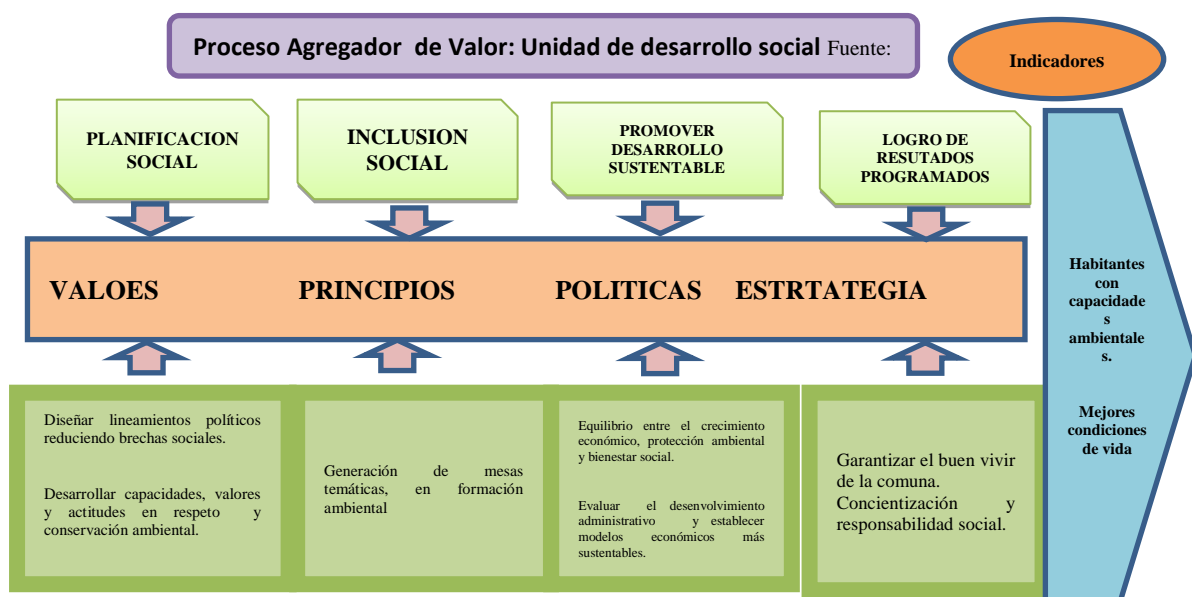 Proceso Agregador de Valor: Unidad de desarrollo social Fuente:
Indicadores
PLANIFICACION
SOCIAL
INCLUSION
SOCIAL
PROMOVER
DESARROLLO
SUSTENTABLE
LOGRO DE
RESUTADOS
PROGRAMADOS
VALOES PRINCIPIOS POLITICAS ESTRTATEGIA
Diseñar lineamientos políticos
reduciendo brechas sociales.
Desarrollar capacidades, valores
y actitudes en respeto y
conservación ambiental.
Generación de mesas
temáticas, en formación
ambiental
Equilibrio entre el crecimiento
económico, protección ambiental
y bienestar social.
Evaluar el desenvolvimiento
administrativo y establecer
modelos económicos más
sustentables.
Garantizar el buen vivir
de la comuna.
Concientización y
responsabilidad social.
Habitantes
con
capacidade
s
ambientale
s.
Mejores
condiciones
de vida